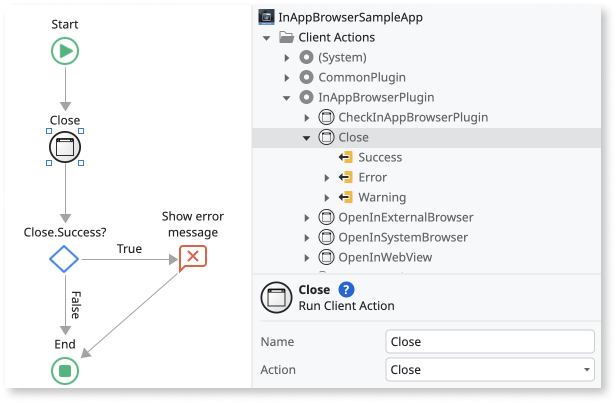 Start
Close
Close.Success?
True
Show error
message
False
End
InAppBrowserSampleApp
Client Actions
(System)
CommonPlugin
InAppBrowserPlugin
CheckInAppBrowserPlugin
Close
Success
Error
Warning
OpenInExternalBrowser
OpenInSystemBrowser
OpenInWebView
Close ?
Run Client Action
Name Close
Action Close